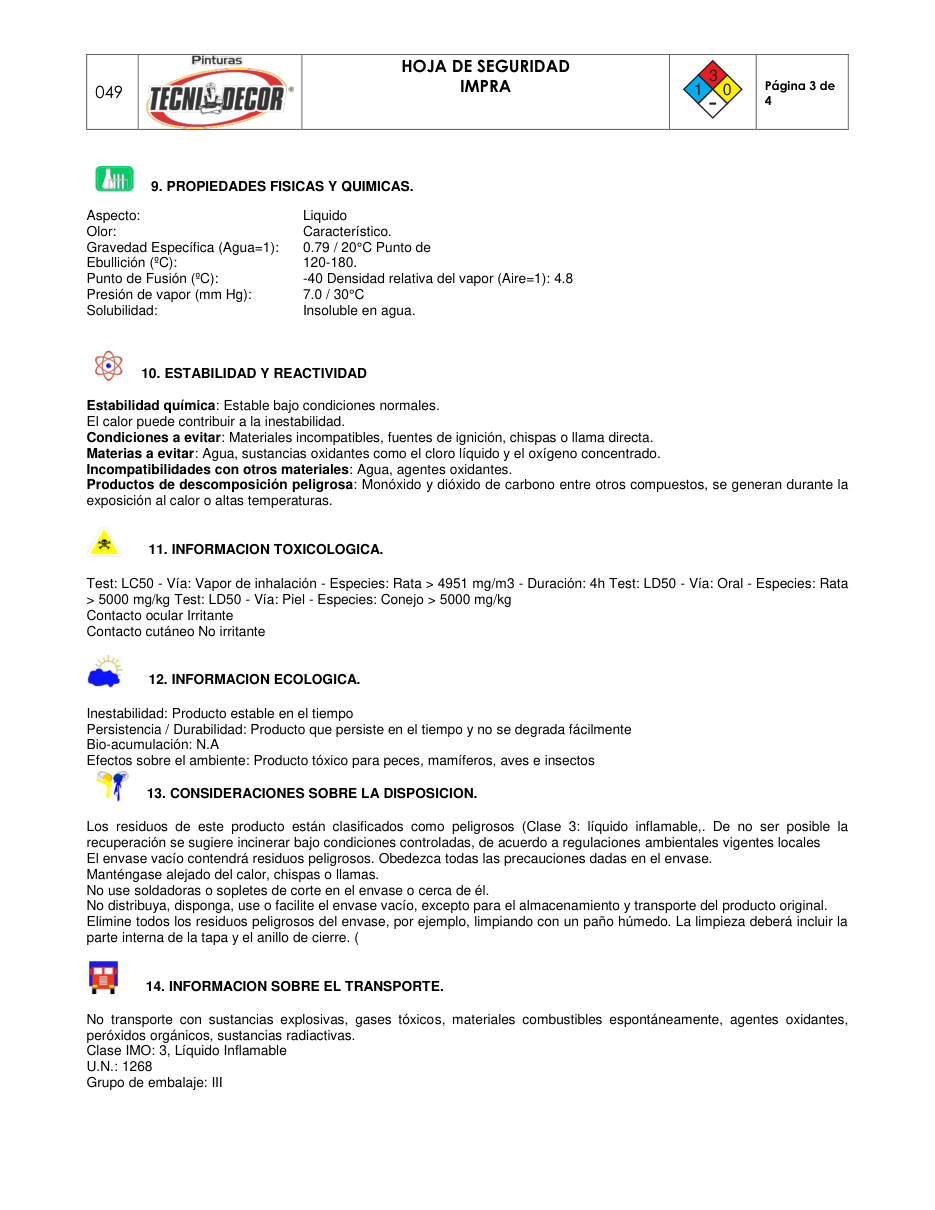 049
Pinturas
TECNI DECOR®
HOJA DE SEGURIDAD
IMPRA
3
1 0
-
Página 3 de
4
9. PROPIEDADES FISICAS Y QUIMICAS.
Aspecto: Liquido
Olor: Característico.
Gravedad Específica (Agua=1): 0.79 / 20°C Punto de
Ebullición (ºC): 120-180.
Punto de Fusión (ºC): -40 Densidad relativa del vapor (Aire=1): 4.8
Presión de vapor (mm Hg): 7.0 / 30°C
Solubilidad: Insoluble en agua.
10. ESTABILIDAD Y REACTIVIDAD
Estabilidad química: Estable bajo condiciones normales.
El calor puede contribuir a la inestabilidad.
Condiciones a evitar: Materiales incompatibles, fuentes de ignición, chispas o llama directa.
Materias a evitar: Agua, sustancias oxidantes como el cloro líquido y el oxígeno concentrado.
Incompatibilidades con otros materiales: Agua, agentes oxidantes.
Productos de descomposición peligrosa: Monóxido y dióxido de carbono entre otros compuestos, se generan durante la
exposición al calor o altas temperaturas.
11. INFORMACION TOXICOLOGICA.
Test: LC50 - Vía: Vapor de inhalación - Especies: Rata > 4951 mg/m3 - Duración: 4h Test: LD50 - Vía: Oral - Especies: Rata
> 5000 mg/kg Test: LD50 - Vía: Piel - Especies: Conejo > 5000 mg/kg
Contacto ocular Irritante
Contacto cutáneo No irritante
12. INFORMACION ECOLOGICA.
Inestabilidad: Producto estable en el tiempo
Persistencia / Durabilidad: Producto que persiste en el tiempo y no se degrada fácilmente
Bio-acumulación: N.A
Efectos sobre el ambiente: Producto tóxico para peces, mamíferos, aves e insectos
13. CONSIDERACIONES SOBRE LA DISPOSICION.
Los residuos de este producto están clasificados como peligrosos (Clase 3: líquido inflamable,. De no ser posible la
recuperación se sugiere incinerar bajo condiciones controladas, de acuerdo a regulaciones ambientales vigentes locales
El envase vacío contendrá residuos peligrosos. Obedezca todas las precauciones dadas en el envase.
Manténgase alejado del calor, chispas o llamas.
No use soldadoras o sopletes de corte en el envase o cerca de él.
No distribuya, disponga, use o facilite el envase vacío, excepto para el almacenamiento y transporte del producto original.
Elimine todos los residuos peligrosos del envase, por ejemplo, limpiando con un paño húmedo. La limpieza deberá incluir la
parte interna de la tapa y el anillo de cierre. (
14. INFORMACION SOBRE EL TRANSPORTE.
No transporte con sustancias explosivas, gases tóxicos, materiales combustibles espontáneamente, agentes oxidantes,
peróxidos orgánicos, sustancias radiactivas.
Clase IMO: 3, Líquido Inflamable
U.N.: 1268
Grupo de embalaje: III